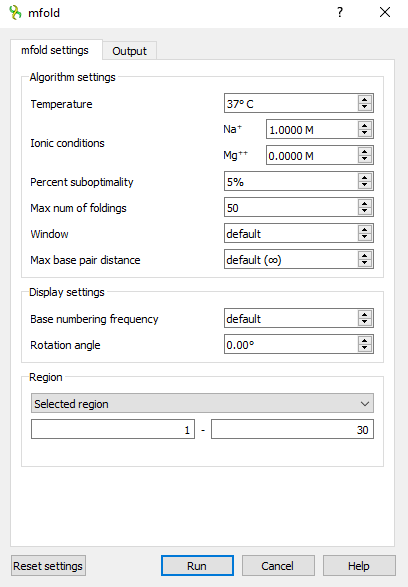 mfold ? ×
mfold settings Output
Algorithm settings
Temperature 37° C
Ionic conditions Na⁺ 1.0000 M
Mg⁺⁺ 0.0000 M
Percent suboptimality 5%
Max num of foldings 50
Window default
Max base pair distance default (∞)
Display settings
Base numbering frequency default
Rotation angle 0.00°
Region
Selected region
1 - 30
Reset settings Run Cancel Help